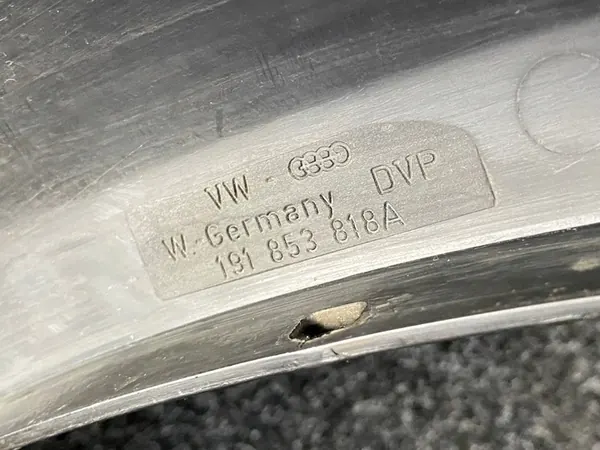 VW - DVP
W.-Germany
191 853 818A